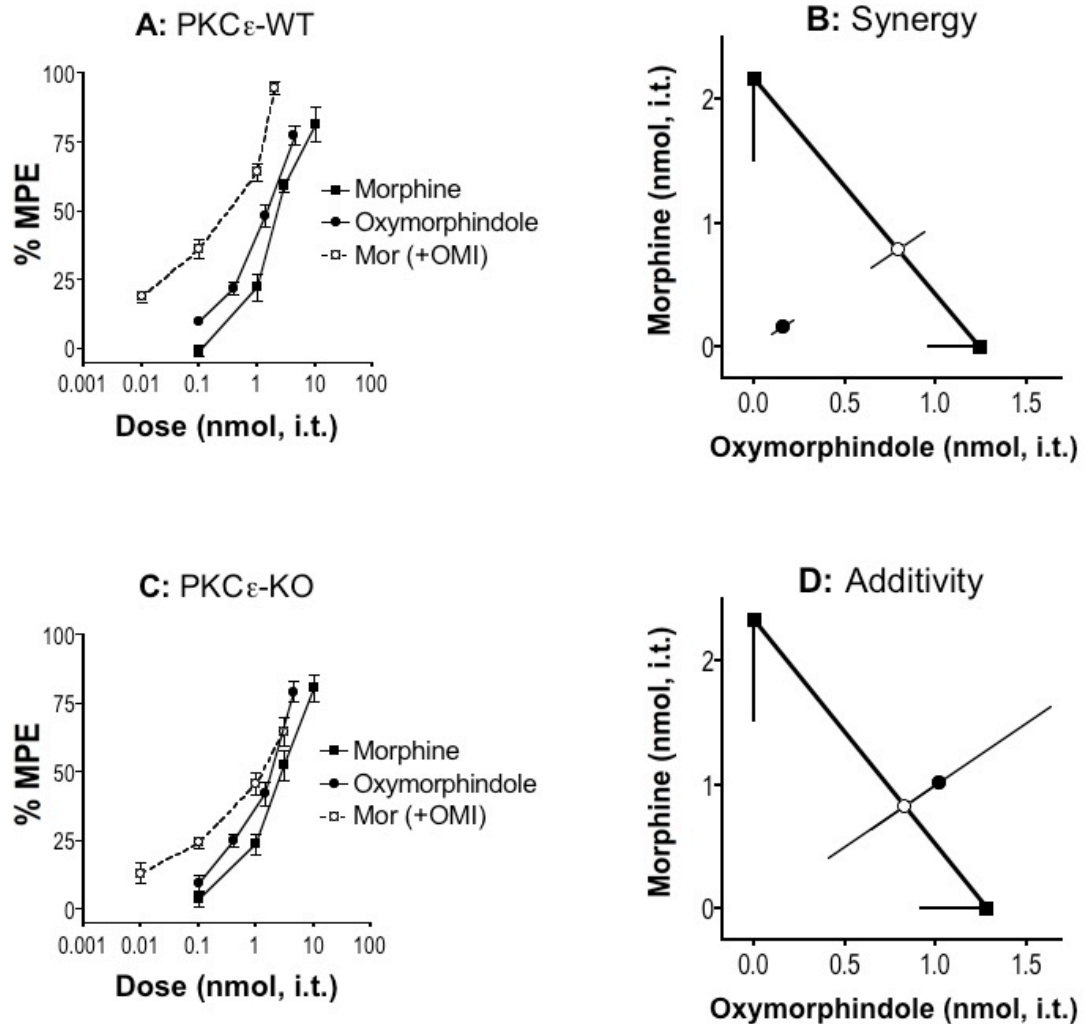 A: PKCε-WT
100
75
50
25
0
% MPE
0.001 0.01 0.1 1 10 100
Dose (nmol, i.t.)
Morphine
Oxymorphindole
Mor (+OMI)
B: Synergy
2
1
0
Morphine (nmol, i.t.)
0.0 0.5 1.0 1.5
Oxymorphindole (nmol, i.t.)
C: PKCε-KO
100
75
50
25
0
% MPE
0.001 0.01 0.1 1 10 100
Dose (nmol, i.t.)
Morphine
Oxymorphindole
Mor (+OMI)
D: Additivity
2
1
0
Morphine (nmol, i.t.)
0.0 0.5 1.0 1.5
Oxymorphindole (nmol, i.t.)